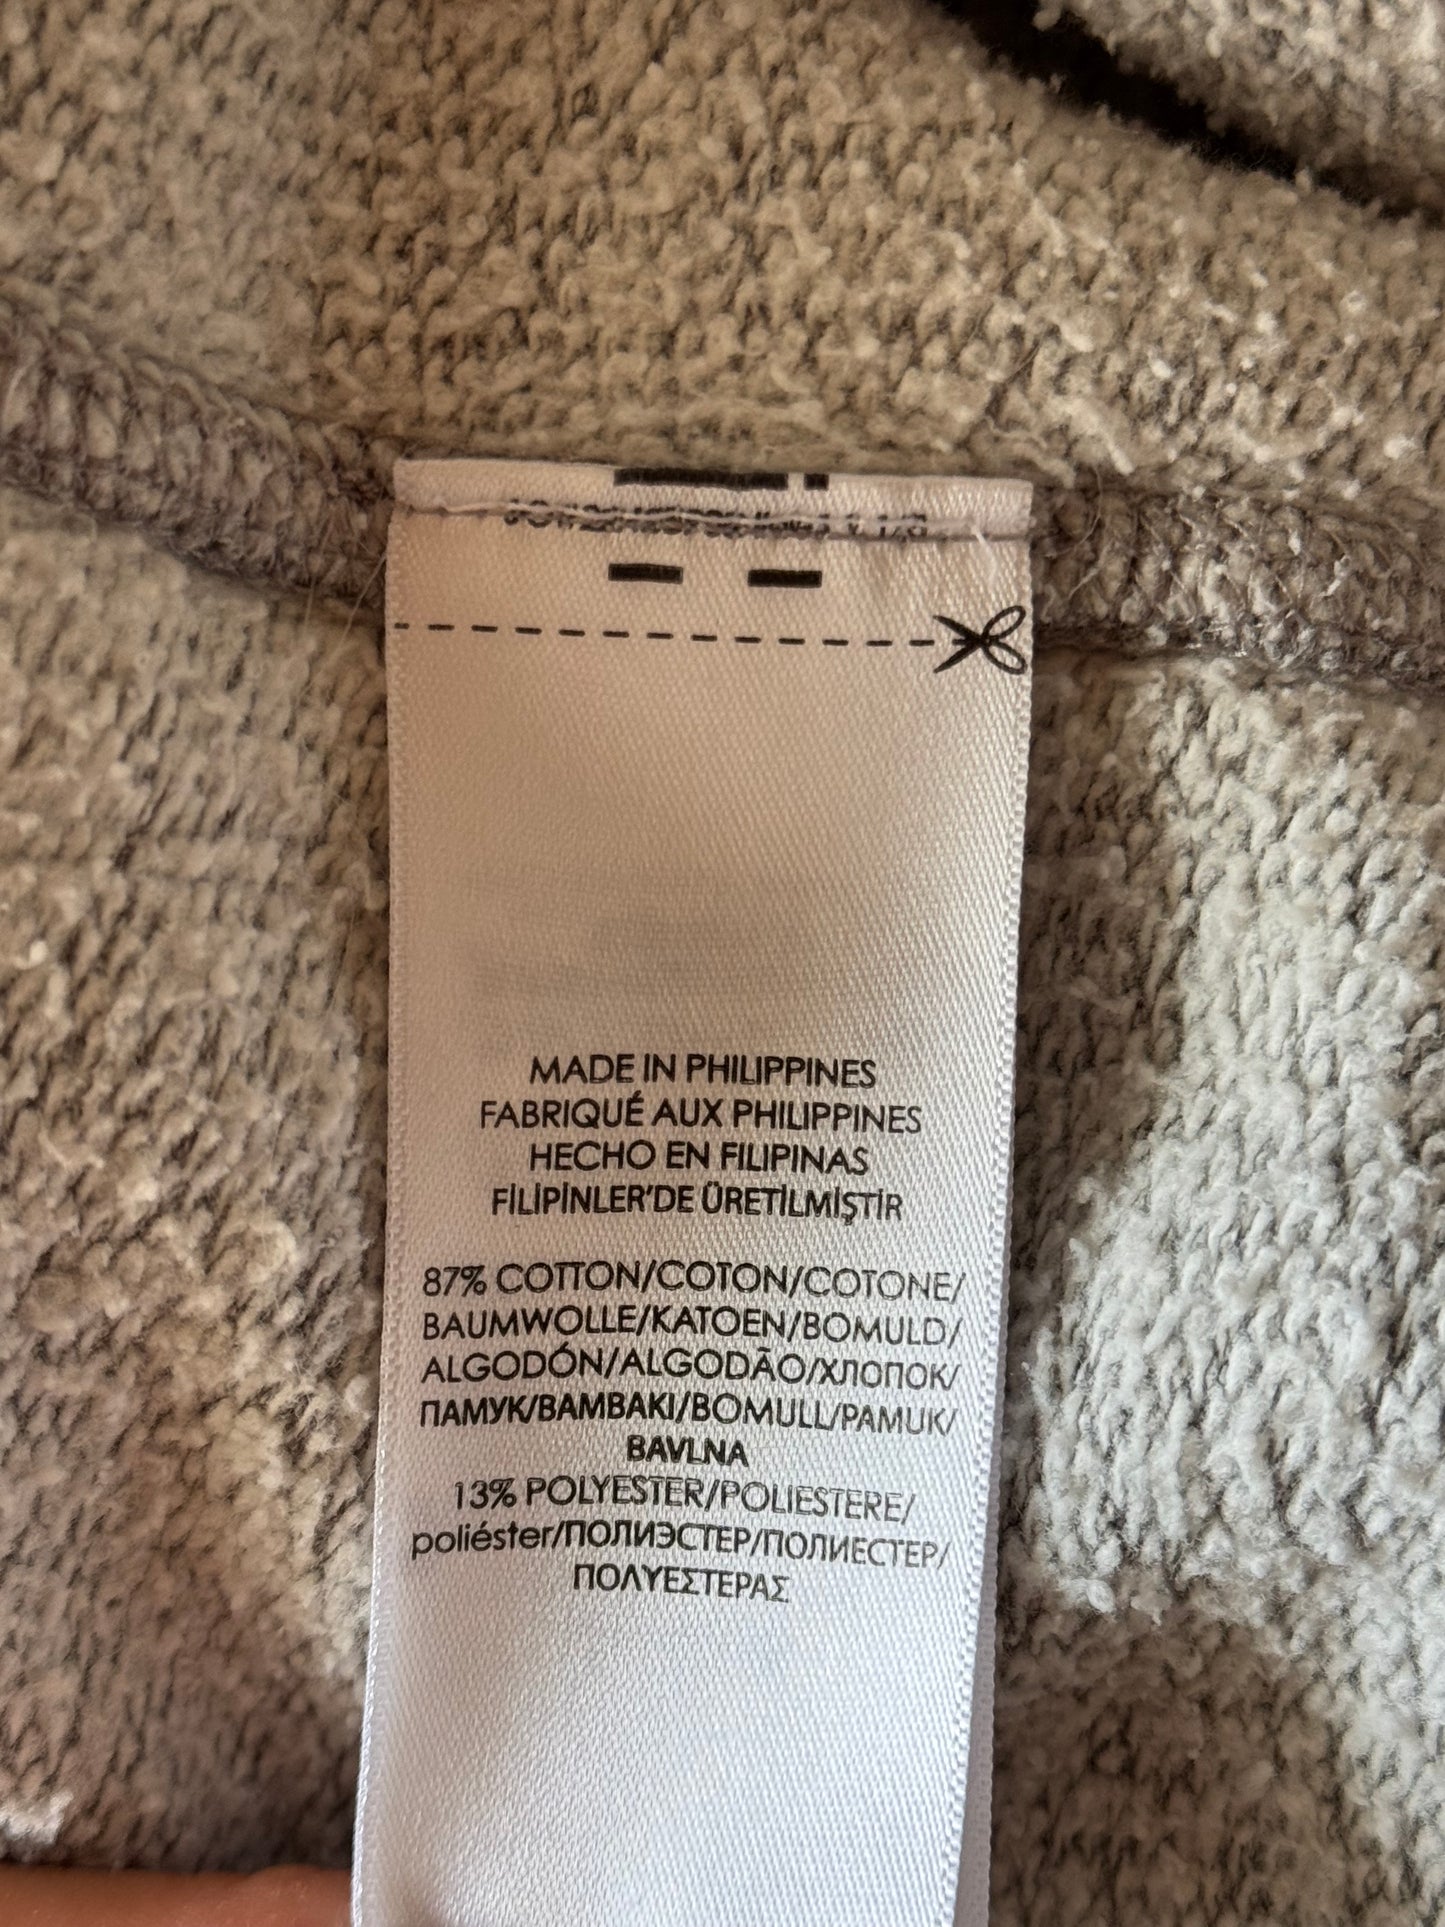 MADE IN PHILIPPINES
FABRIQUÉ AUX PHILIPPINES
HECHO EN FILIPINAS
FİLİPİNLER'DE ÜRETİLMİŞTİR
87% COTTON/COTON/COTONE/
BAUMWOLLE/KATOEN/BOMULD/
ALGODÓN/ALGODÃO/ХЛОПОК/
ПАМУК/ΒΑΜΒΑΚΙ/BOMULL/PAMUK/
BAVLNA
13% POLYESTER/POLIESTERE/
poliéster/ПОЛИЭСТЕР/ПОЛИЕСТЕР/
ΠΟΛΥΕΣΤΕΡΑΣ